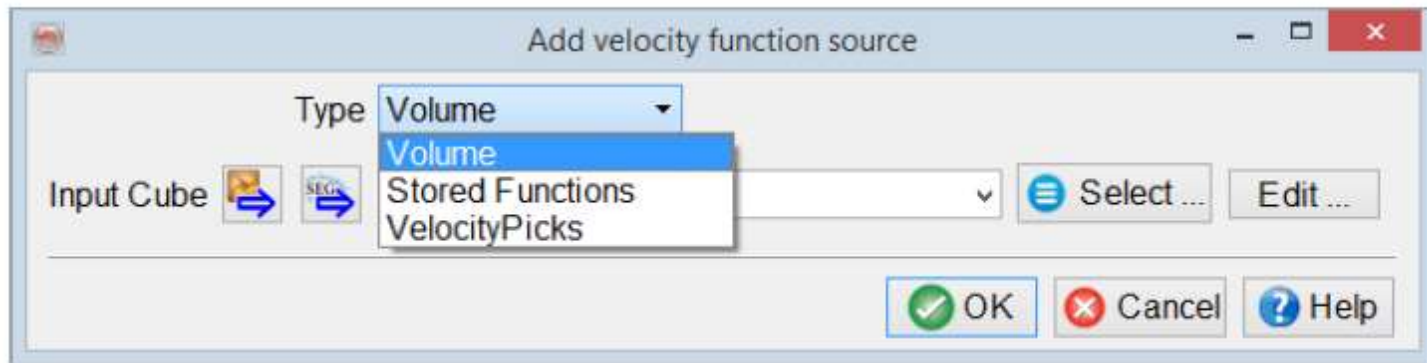 Add velocity function source
Type Volume
Volume
Input Cube SEG Stored Functions Select ... Edit ...
VelocityPicks
OK Cancel Help